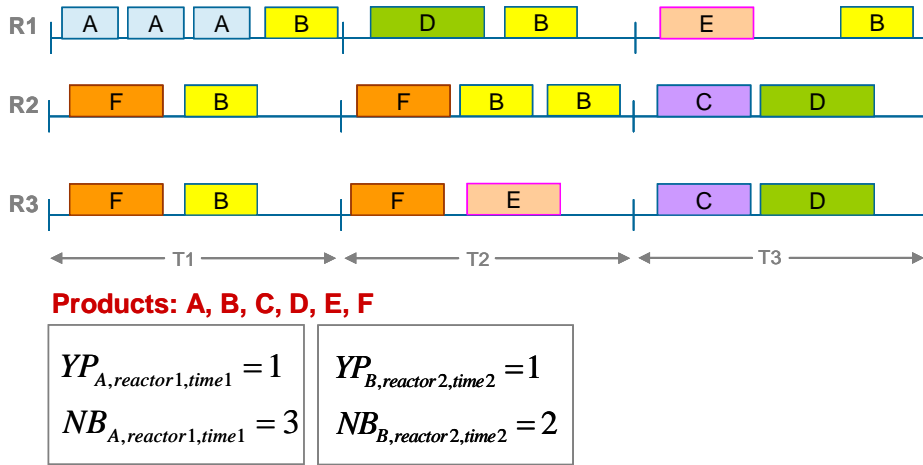 R1 A A A B D B E B
R2 F B F B B C D
R3 F B F E C D
T1 T2 T3
Products: A, B, C, D, E, F
YP_{A,reactor1,time1} = 1
NB_{A,reactor1,time1} = 3
YP_{B,reactor2,time2} = 1
NB_{B,reactor2,time2} = 2